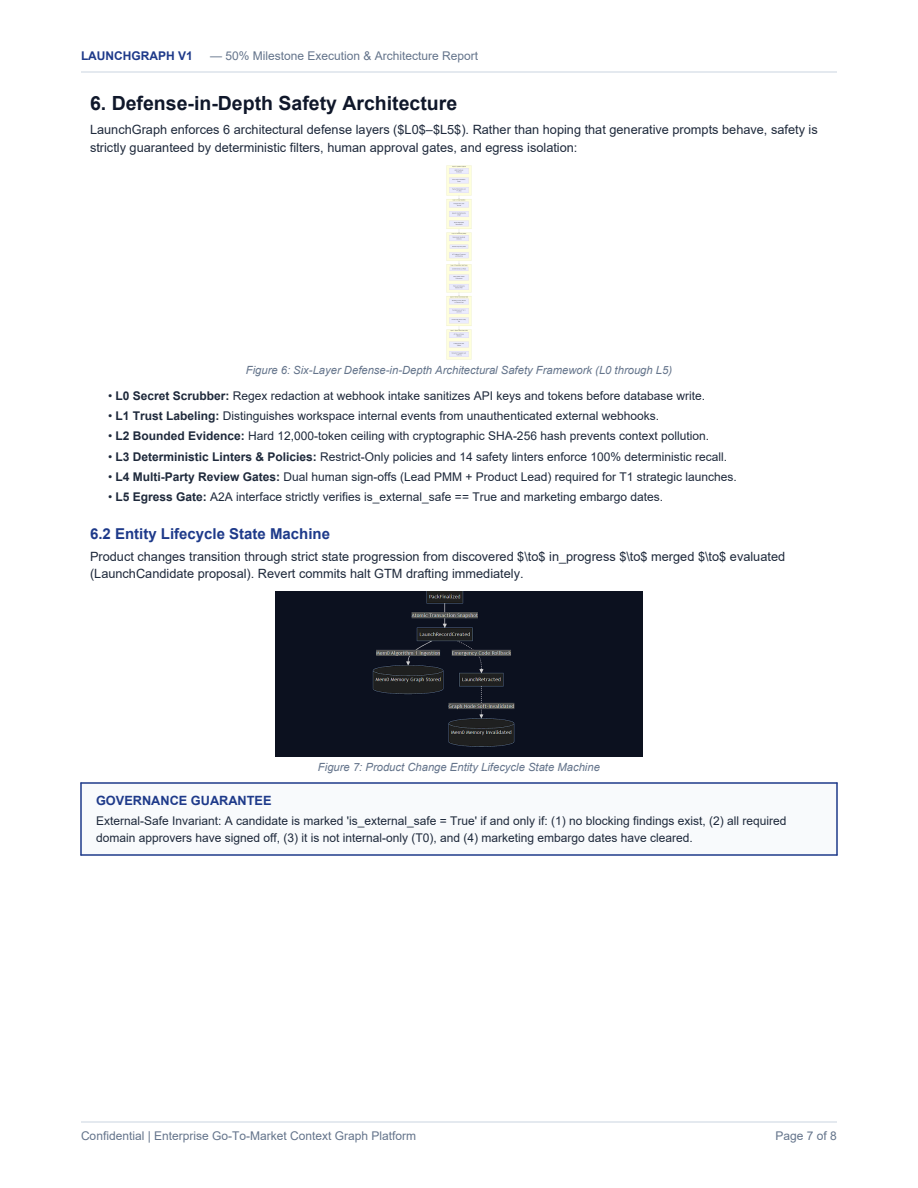 LAUNCHGRAPH V1 — 50% Milestone Execution & Architecture Report
6. Defense-in-Depth Safety Architecture
LaunchGraph enforces 6 architectural defense layers ($L0$–$L5$). Rather than hoping that generative prompts behave, safety is
strictly guaranteed by deterministic filters, human approval gates, and egress isolation:
Figure 6: Six-Layer Defense-in-Depth Architectural Safety Framework (L0 through L5)
• L0 Secret Scrubber: Regex redaction at webhook intake sanitizes API keys and tokens before database write.
• L1 Trust Labeling: Distinguishes workspace internal events from unauthenticated external webhooks.
• L2 Bounded Evidence: Hard 12,000-token ceiling with cryptographic SHA-256 hash prevents context pollution.
• L3 Deterministic Linters & Policies: Restrict-Only policies and 14 safety linters enforce 100% deterministic recall.
• L4 Multi-Party Review Gates: Dual human sign-offs (Lead PMM + Product Lead) required for T1 strategic launches.
• L5 Egress Gate: A2A interface strictly verifies is_external_safe == True and marketing embargo dates.
6.2 Entity Lifecycle State Machine
Product changes transition through strict state progression from discovered $\to$ in_progress $\to$ merged $\to$ evaluated
(LaunchCandidate proposal). Revert commits halt GTM drafting immediately.
PackFinalized
Atomic Transaction Snapshot
LaunchRecordCreated
Mem0 Algorithm 1 Ingestion
Emergency Code Rollback
Mem0 Memory Graph Stored
LaunchRetracted
Graph Node Soft-Invalidated
Mem0 Memory Invalidated
Figure 7: Product Change Entity Lifecycle State Machine
GOVERNANCE GUARANTEE
External-Safe Invariant: A candidate is marked 'is_external_safe = True' if and only if: (1) no blocking findings exist, (2) all required
domain approvers have signed off, (3) it is not internal-only (T0), and (4) marketing embargo dates have cleared.
Confidential | Enterprise Go-To-Market Context Graph Platform
Page 7 of 8